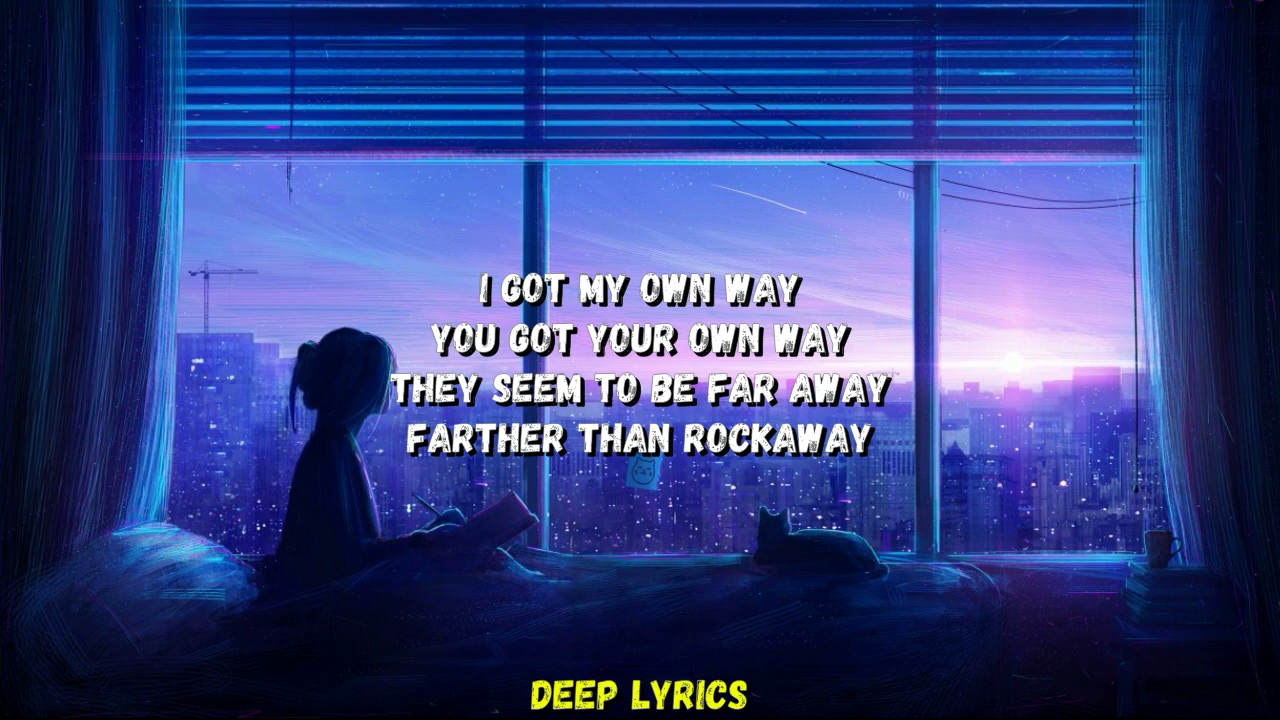 I GOT MY OWN WAY
YOU GOT YOUR OWN WAY
THEY SEEM TO BE FAR AWAY
FARTHER THAN ROCKAWAY
DEEP LYRICS